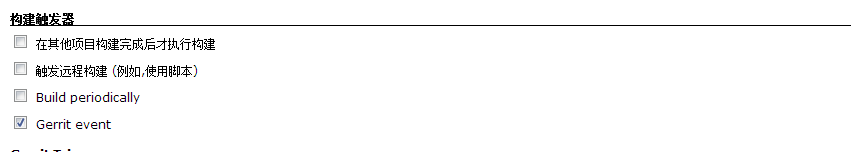 构建触发器
在其他项目构建完成后才执行构建
触发远程构建 (例如,使用脚本)
Build periodically
Gerrit event